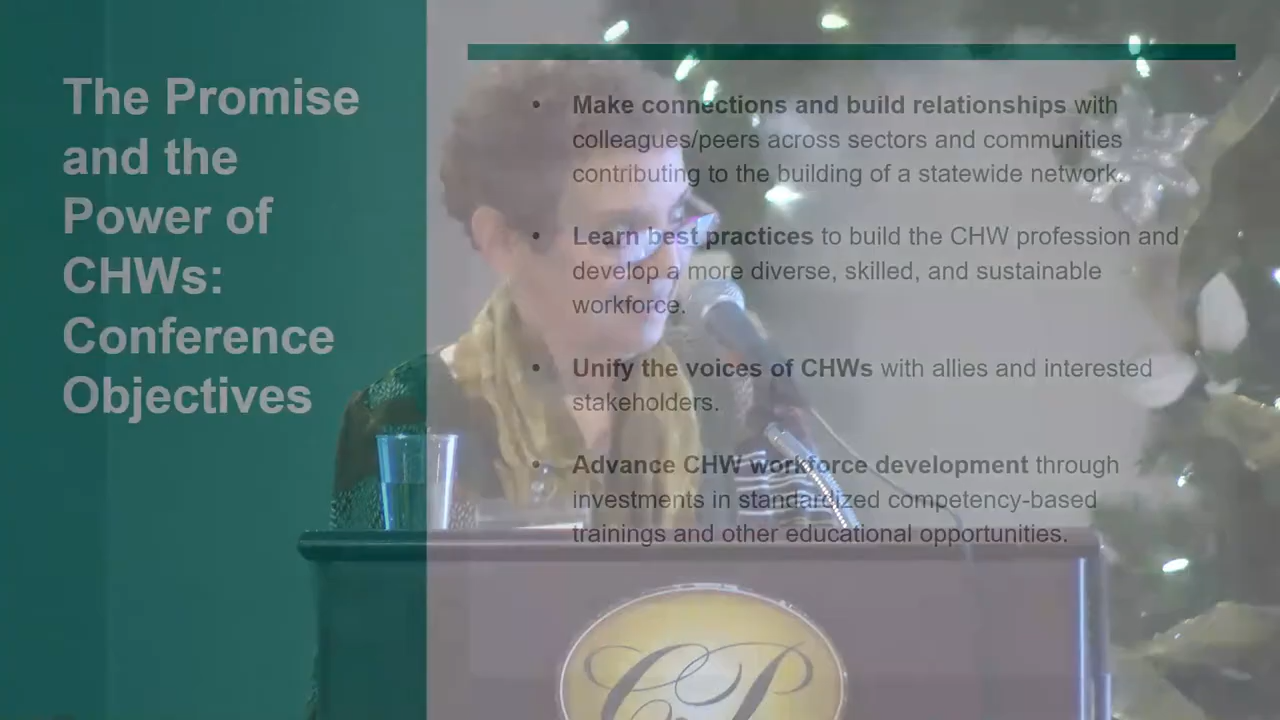 The Promise
and the
Power of
CHWs:
Conference
Objectives
• Make connections and build relationships with
colleagues/peers across sectors and communities
contributing to the building of a statewide network.
• Learn best practices to build the CHW profession and
develop a more diverse, skilled, and sustainable
workforce.
• Unify the voices of CHWs with allies and interested
stakeholders.
• Advance CHW workforce development through
investments in standardized competency-based
trainings and other educational opportunities.
CP